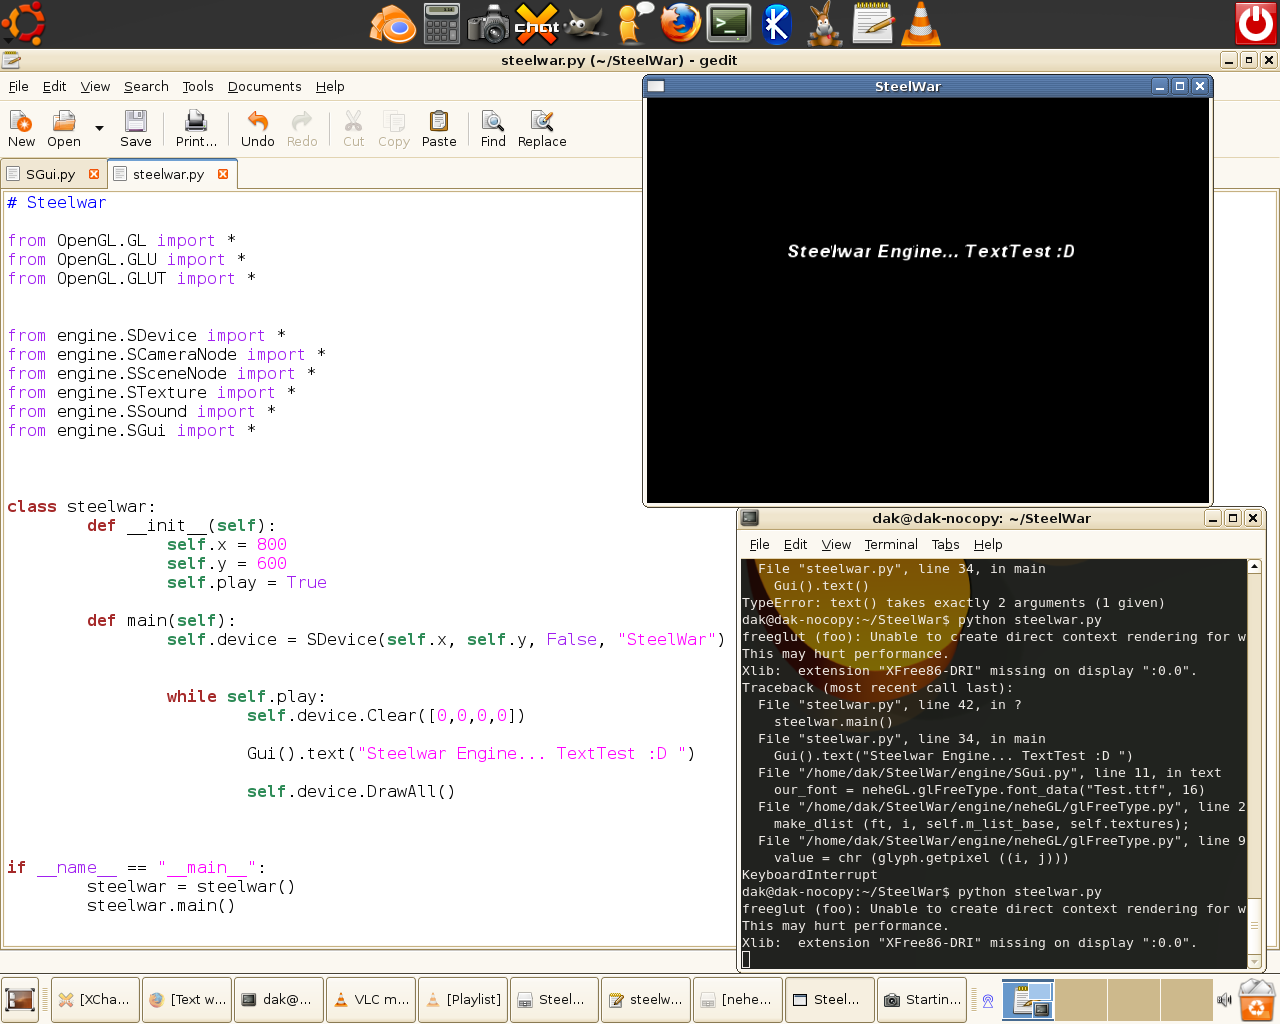 chat
steelwar.py (~/SteelWar) - gedit
File Edit View Search Tools Documents Help
New Open Save Print... Undo Redo Cut Copy Paste Find Replace
SGui.py steelwar.py
# Steelwar
from OpenGL.GL import *
from OpenGL.GLU import *
from OpenGL.GLUT import *
from engine.SDevice import *
from engine.SCameraNode import *
from engine.SSceneNode import *
from engine.STexture import *
from engine.SSound import *
from engine.SGui import *
class steelwar:
def __init__(self):
self.x = 800
self.y = 600
self.play = True
def main(self):
self.device = SDevice(self.x, self.y, False, "SteelWar")
while self.play:
self.device.Clear([0,0,0,0])
Gui().text("Steelwar Engine... TextTest :D ")
self.device.DrawAll()
if __name__ == "__main__":
steelwar = steelwar()
steelwar.main()
SteelWar
Steelwar Engine... TextTest :D
dak@dak-nocopy: ~/SteelWar
File Edit View Terminal Tabs Help
File "steelwar.py", line 34, in main
Gui().text()
TypeError: text() takes exactly 2 arguments (1 given)
dak@dak-nocopy:~/SteelWar$ python steelwar.py
freeglut (foo): Unable to create direct context rendering for w
This may hurt performance.
Xlib:  extension "XFree86-DRI" missing on display ":0.0".
Traceback (most recent call last):
File "steelwar.py", line 42, in ?
steelwar.main()
File "steelwar.py", line 34, in main
Gui().text("Steelwar Engine... TextTest :D ")
File "/home/dak/SteelWar/engine/SGui.py", line 11, in text
our_font = neheGL.glFreeType.font_data("Test.ttf", 16)
File "/home/dak/SteelWar/engine/neheGL/glFreeType.py", line 2
make_dlist (ft, i, self.m_list_base, self.textures);
File "/home/dak/SteelWar/engine/neheGL/glFreeType.py", line 9
value = chr (glyph.getpixel ((i, j)))
KeyboardInterrupt
dak@dak-nocopy:~/SteelWar$ python steelwar.py
freeglut (foo): Unable to create direct context rendering for w
This may hurt performance.
Xlib:  extension "XFree86-DRI" missing on display ":0.0".
[XCha... [Text w... dak@... VLC m... [Playlist] Steel... steelw... [nehe... Steel... Startin...